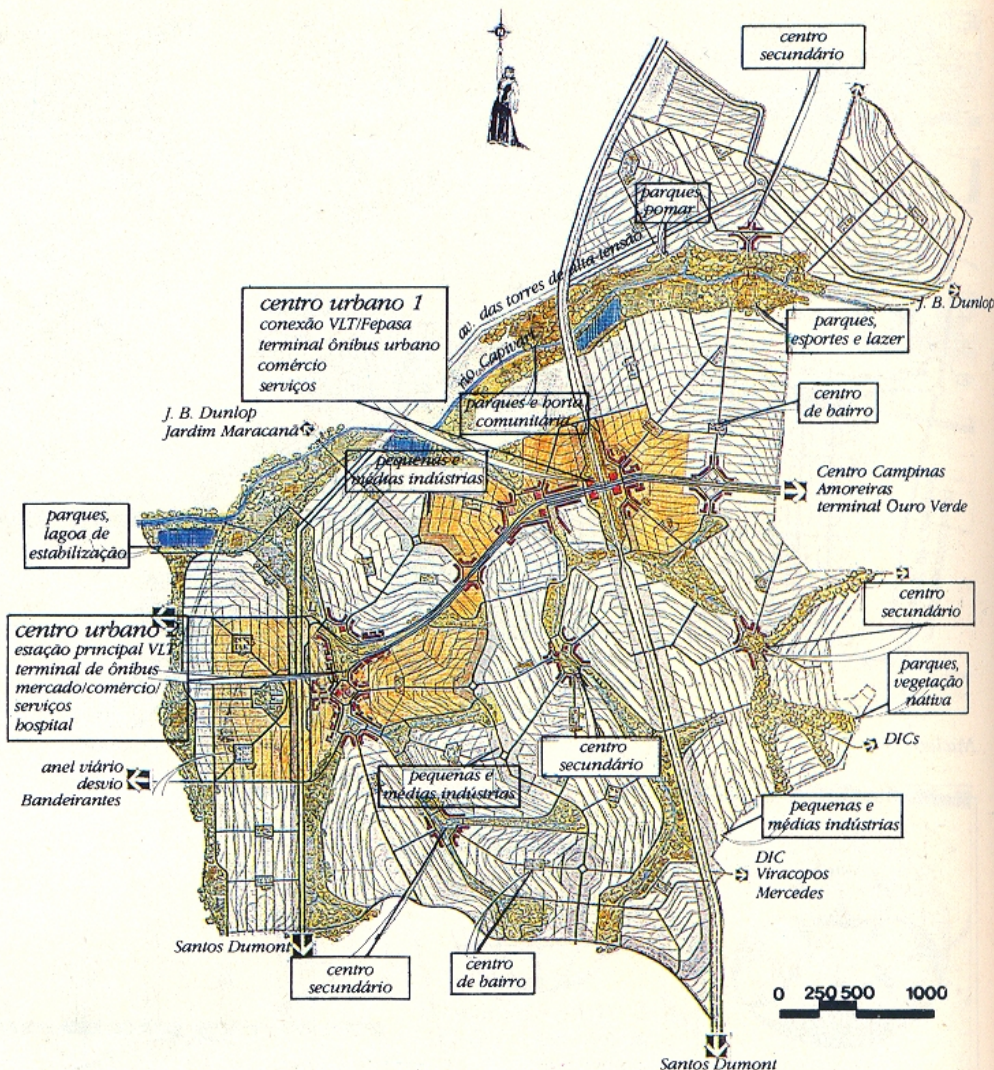 N
centro
secundário
parques
pomar
av. das torres de alta-tensão
J. B. Dunlop
centro urbano 1
conexão VLT/Fepasa
terminal ônibus urbano
comércio
serviços
parques,
esportes e lazer
rio Capivari
centro
de bairro
parques e horta
comunitária
J. B. Dunlop
Jardim Maracanã
pequenas e
médias indústrias
Centro Campinas
Amoreiras
terminal Ouro Verde
parques,
lagoa de
estabilização
centro
secundário
centro urbano
estação principal VLT
terminal de ônibus
mercado/comércio/
serviços
hospital
parques,
vegetação
nativa
DICs
centro
secundário
anel viário
desvio
Bandeirantes
pequenas e
médias indústrias
pequenas e
médias indústrias
DIC
Viracopos
Mercedes
Santos Dumont
centro
secundário
centro
de bairro
0 250 500 1000
Santos Dumont